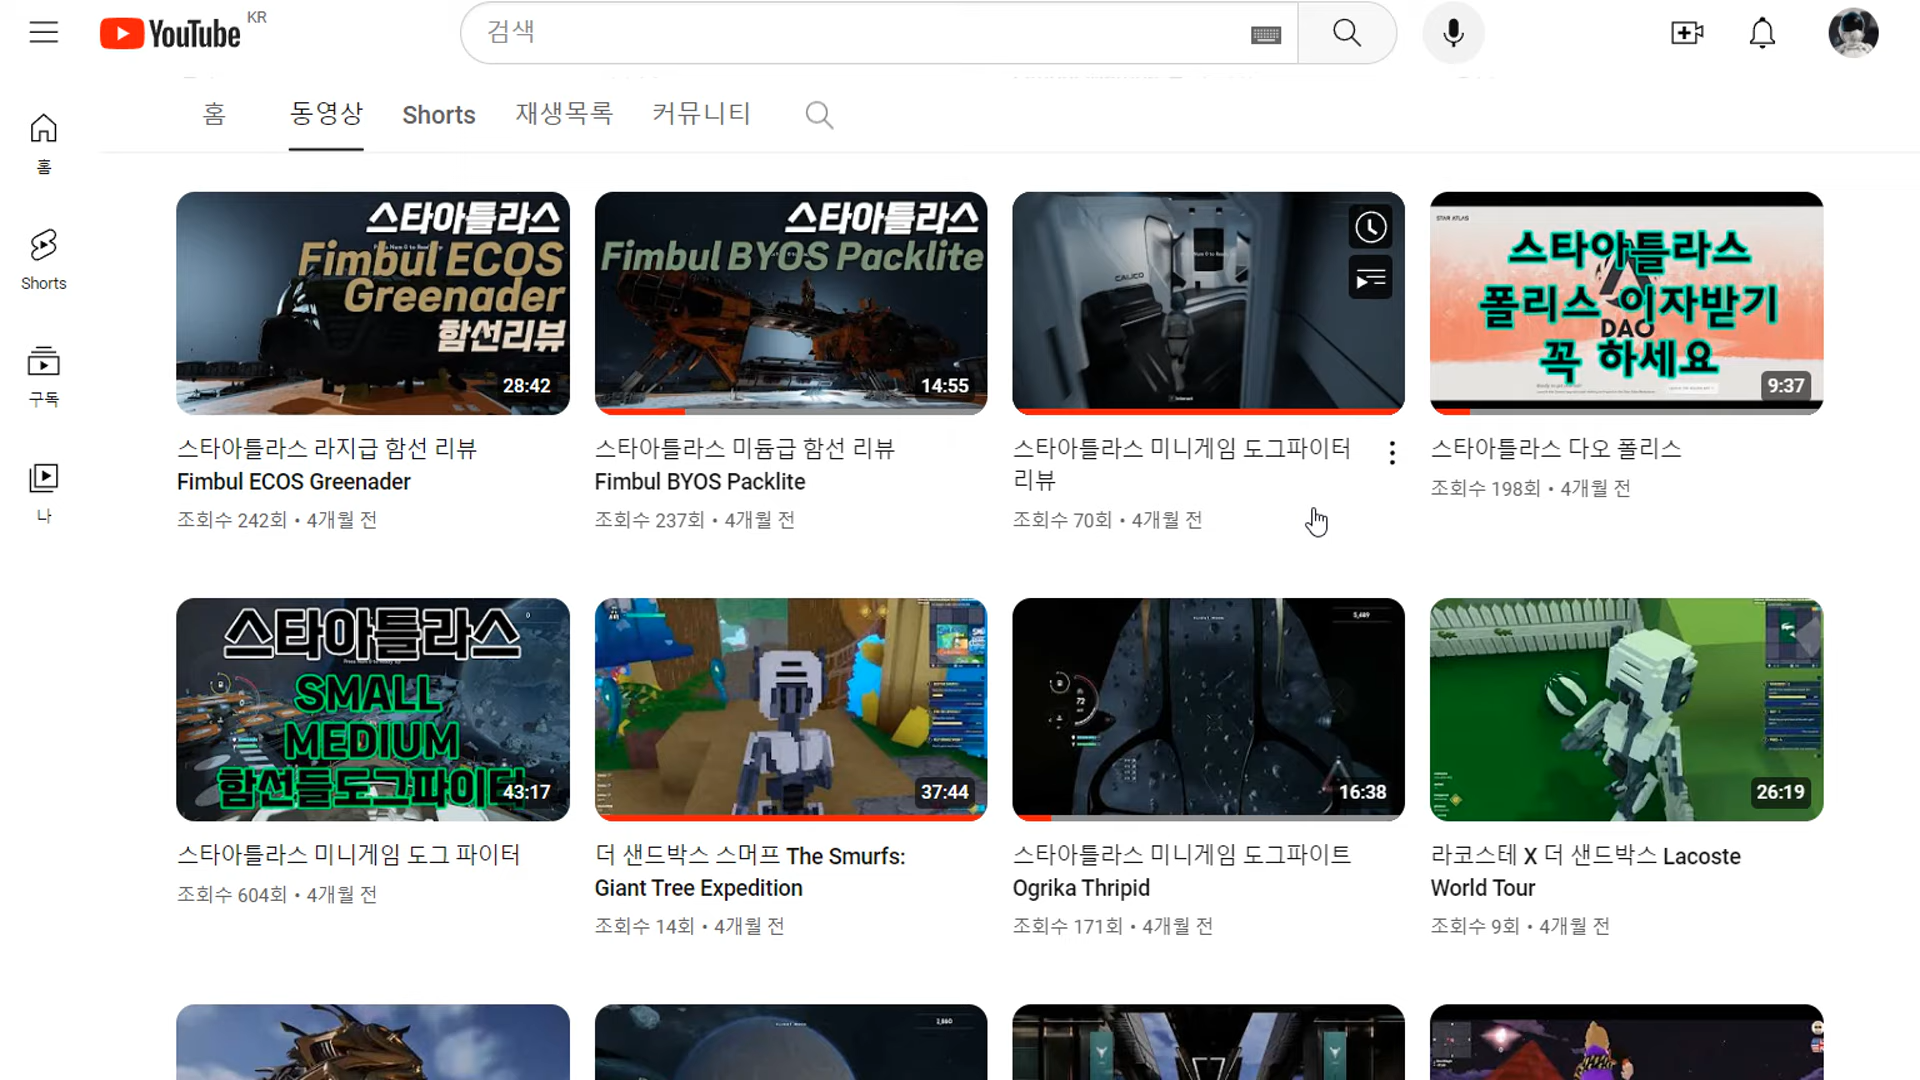 YouTube KR
검색
홈 동영상 Shorts 재생목록 커뮤니티
홈
Shorts
구독
나
스타아틀라스
Fimbul ECOS
Greenader
함선리뷰
28:42
스타아틀라스
Fimbul BYOS Packlite
14:55
CALICO
STAR ATLAS
스타아틀라스
폴리스 이자받기
DAO
꼭 하세요
9:37
스타아틀라스 라지급 함선 리뷰
Fimbul ECOS Greenader
조회수 242회 • 4개월 전
스타아틀라스 미듐급 함선 리뷰
Fimbul BYOS Packlite
조회수 237회 • 4개월 전
스타아틀라스 미니게임 도그파이터
리뷰
조회수 70회 • 4개월 전
스타아틀라스 다오 폴리스
조회수 198회 • 4개월 전
스타아틀라스
SMALL
MEDIUM
함선들도그파이터
43:17
37:44
72
16:38
26:19
스타아틀라스 미니게임 도그 파이터
조회수 604회 • 4개월 전
더 샌드박스 스머프 The Smurfs:
Giant Tree Expedition
조회수 14회 • 4개월 전
스타아틀라스 미니게임 도그파이트
Ogrika Thripid
조회수 171회 • 4개월 전
라코스테 X 더 샌드박스 Lacoste
World Tour
조회수 9회 • 4개월 전